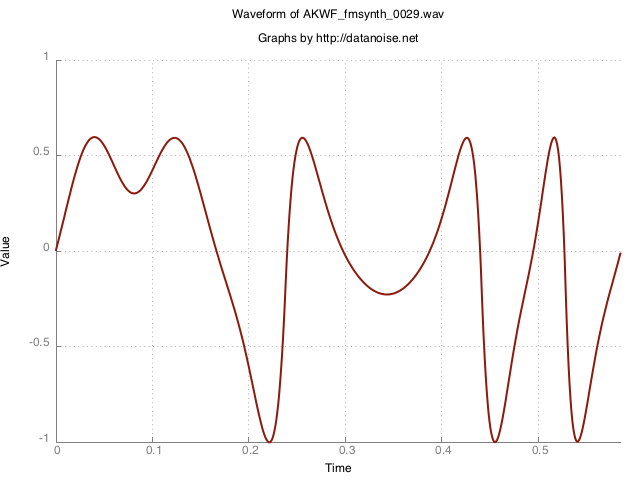 Waveform of AKWF_fmsynth_0029.wav
Graphs by http://datanoise.net
1
0.5
0
-0.5
-1
Value
0 0.1 0.2 0.3 0.4 0.5
Time